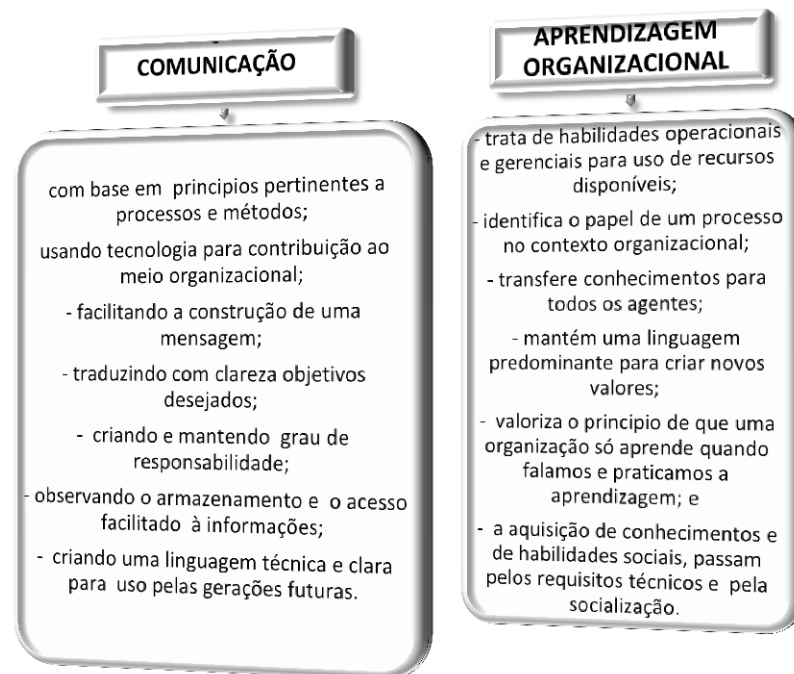 COMUNICAÇÃO
com base em principios pertinentes a
processos e métodos;
usando tecnologia para contribuição ao
meio organizacional;
- facilitando a construção de uma
mensagem;
- traduzindo com clareza objetivos
desejados;
- criando e mantendo grau de
responsabilidade;
- observando o armazenamento e o acesso
facilitado à informações;
- criando uma linguagem técnica e clara
para uso pelas gerações futuras.
APRENDIZAGEM
ORGANIZACIONAL
- trata de habilidades operacionais
e gerenciais para uso de recursos
disponíveis;
- identifica o papel de um processo
no contexto organizacional;
- transfere conhecimentos para
todos os agentes;
- mantém uma linguagem
predominante para criar novos
valores;
- valoriza o principio de que uma
organização só aprende quando
falamos e praticamos a
aprendizagem; e
- a aquisição de conhecimentos e
de habilidades sociais, passam
pelos requisitos técnicos e pela
socialização.